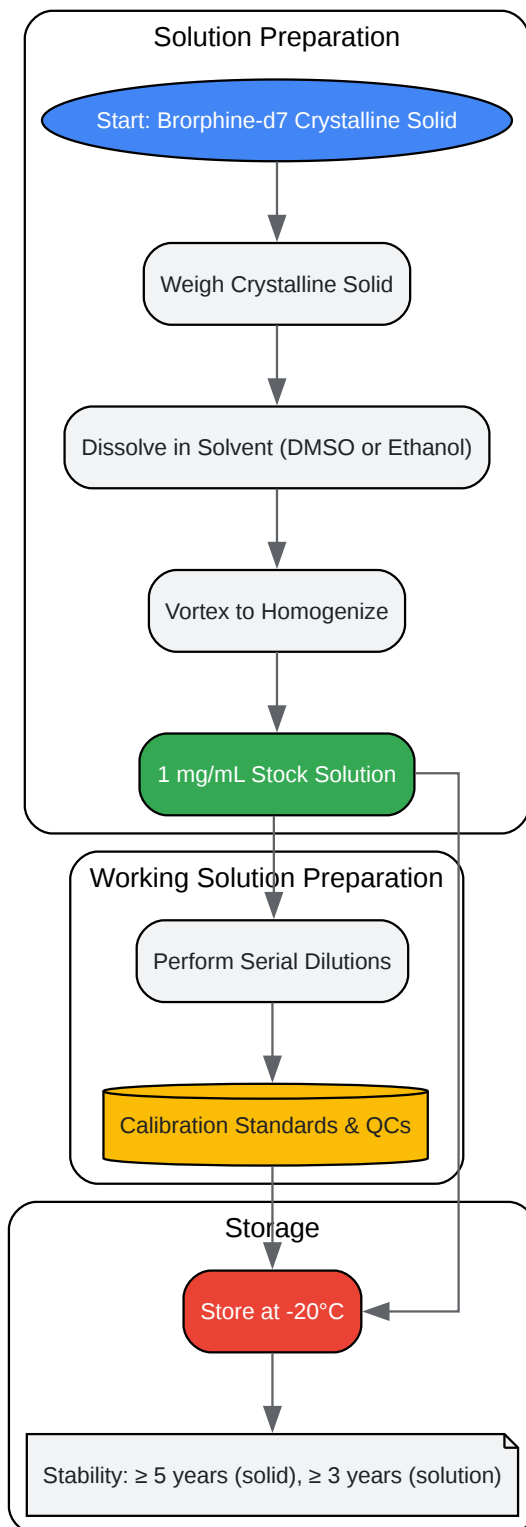 Solution Preparation
Start: Brorphine-d7 Crystalline Solid
Weigh Crystalline Solid
Dissolve in Solvent (DMSO or Ethanol)
Vortex to Homogenize
1 mg/mL Stock Solution
Working Solution Preparation
Perform Serial Dilutions
Calibration Standards & QCs
Storage
Store at -20°C
Stability: ≥ 5 years (solid), ≥ 3 years (solution)